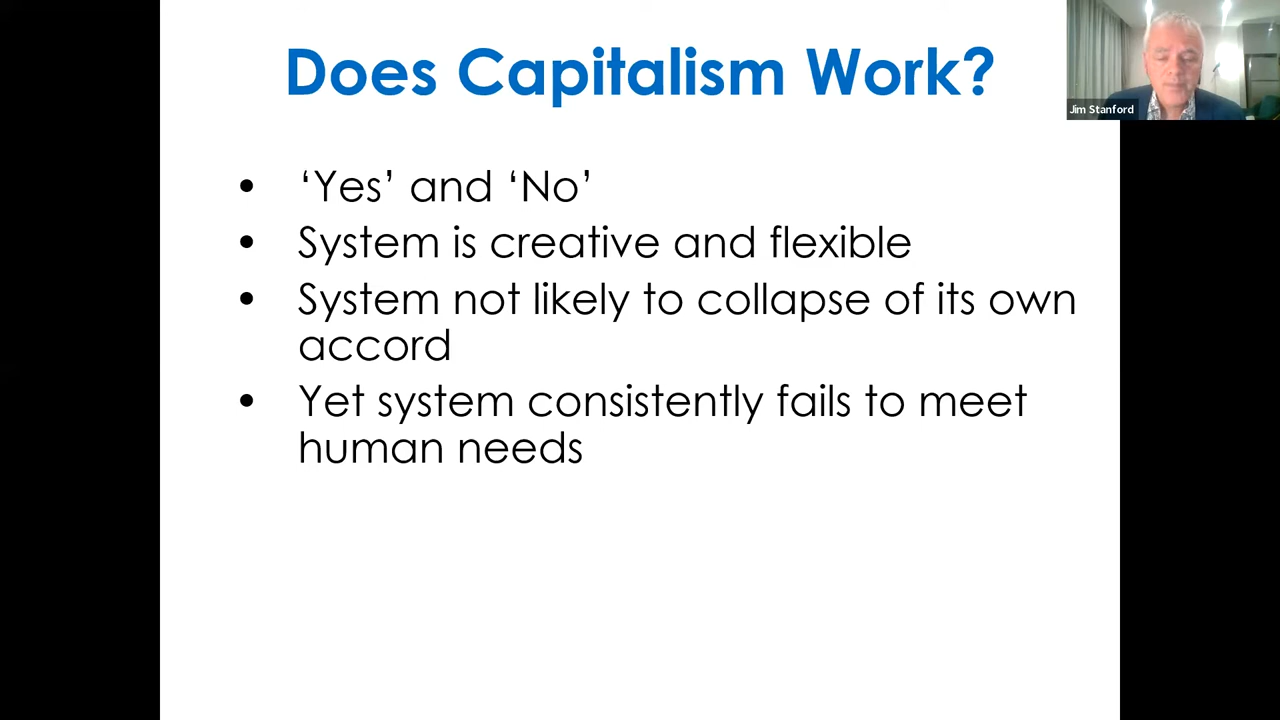 Does Capitalism Work?
Jim Stanford
• ‘Yes’ and ‘No’
• System is creative and flexible
• System not likely to collapse of its own
accord
• Yet system consistently fails to meet
human needs